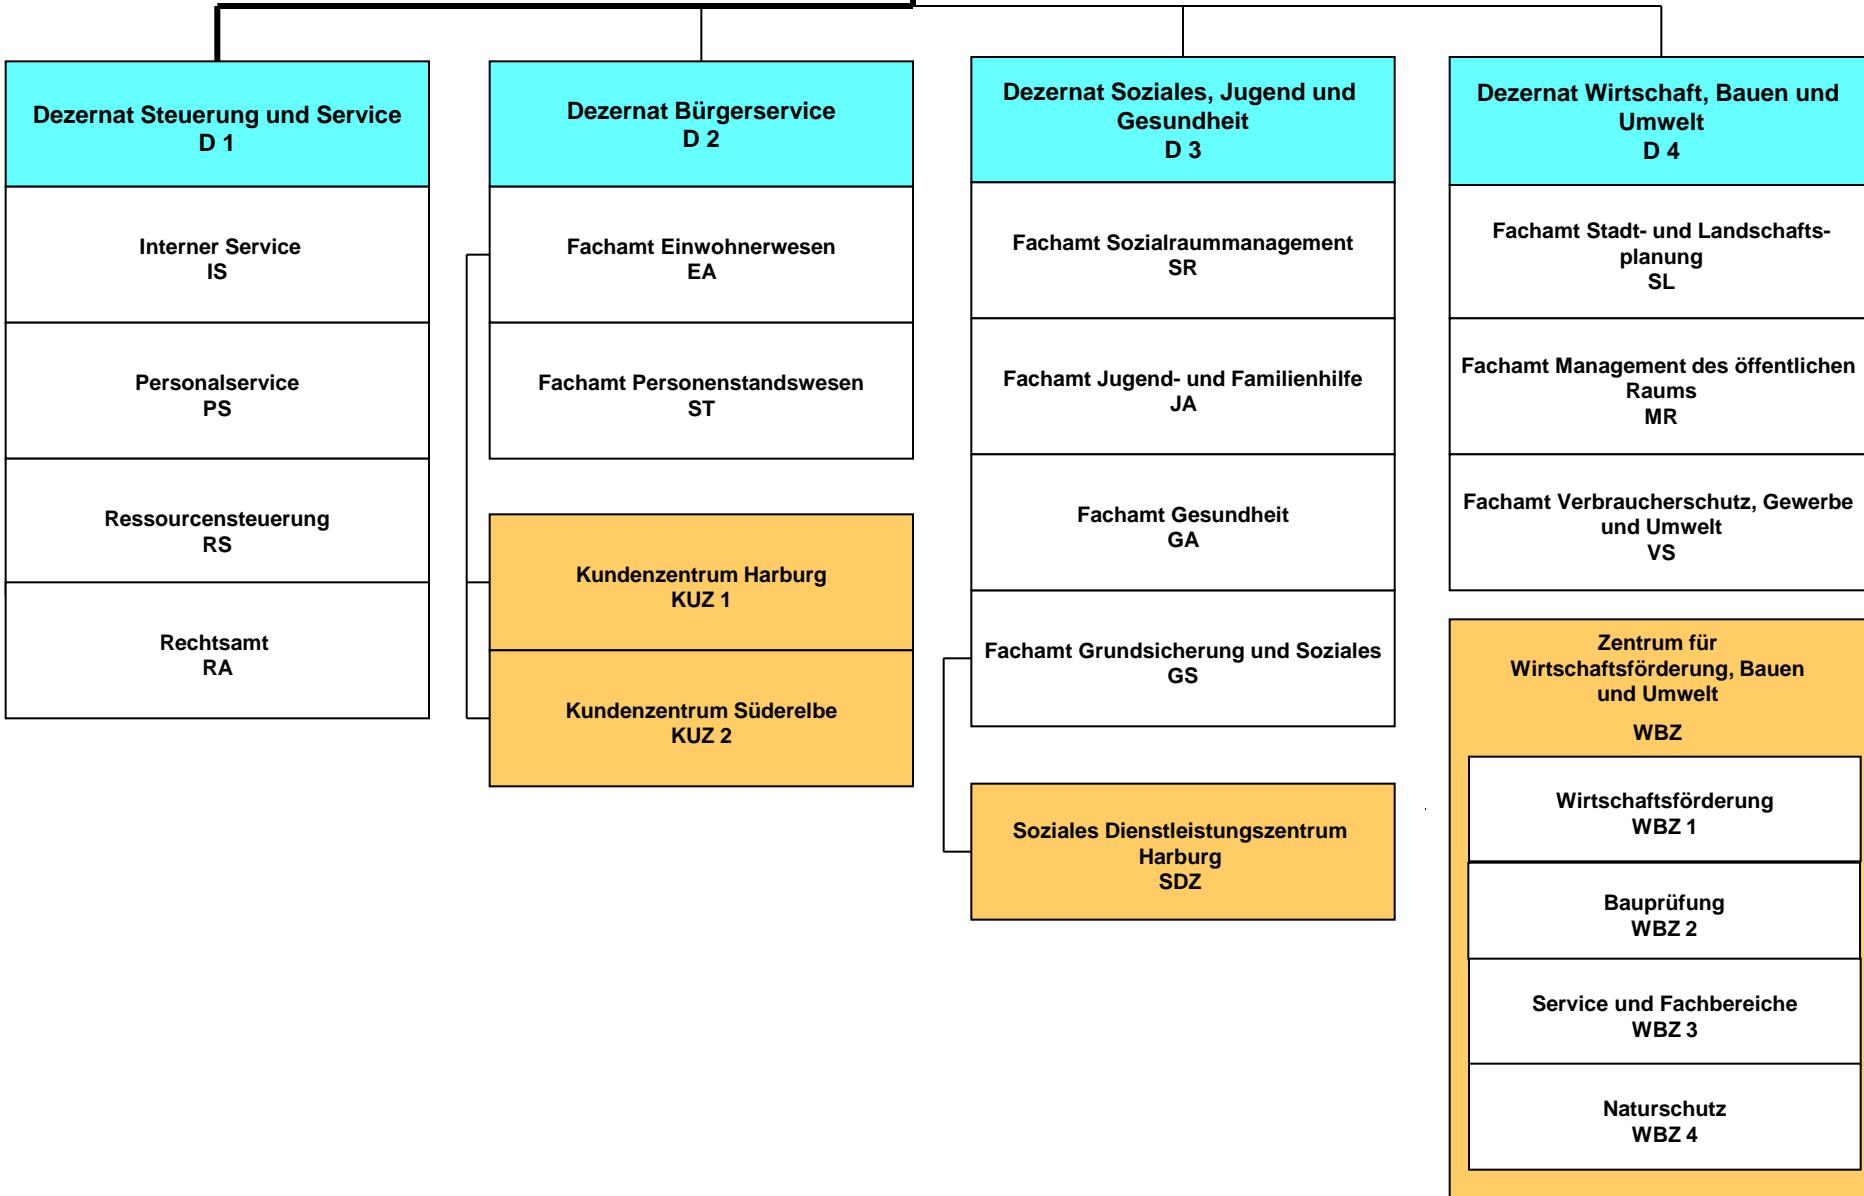 Dezernat Steuerung und Service
D 1
Interner Service
IS
Personalservice
PS
Ressourcensteuerung
RS
Rechtsamt
RA
Dezernat Bürgerservice
D 2
Fachamt Einwohnerwesen
EA
Fachamt Personenstandswesen
ST
Kundenzentrum Harburg
KUZ 1
Kundenzentrum Süderelbe
KUZ 2
Dezernat Soziales, Jugend und
Gesundheit
D 3
Fachamt Sozialraummanagement
SR
Fachamt Jugend- und Familienhilfe
JA
Fachamt Gesundheit
GA
Fachamt Grundsicherung und Soziales
GS
Soziales Dienstleistungszentrum
Harburg
SDZ
Dezernat Wirtschaft, Bauen und
Umwelt
D 4
Fachamt Stadt- und Landschafts-
planung
SL
Fachamt Management des öffentlichen
Raums
MR
Fachamt Verbraucherschutz, Gewerbe
und Umwelt
VS
Zentrum für
Wirtschaftsförderung, Bauen
und Umwelt
WBZ
Wirtschaftsförderung
WBZ 1
Bauprüfung
WBZ 2
Service und Fachbereiche
WBZ 3
Naturschutz
WBZ 4